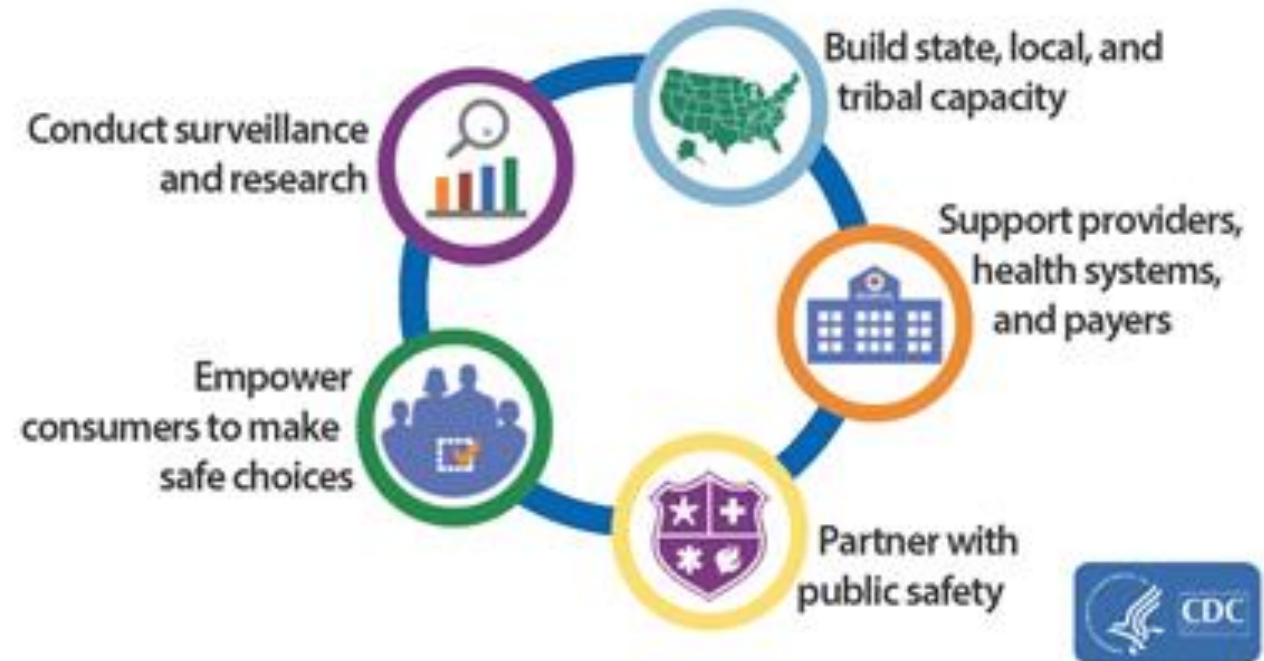 Build state, local, and
tribal capacity
Support providers,
health systems,
and payers
Partner with
public safety
Empower
consumers to make
safe choices
Conduct surveillance
and research
CDC